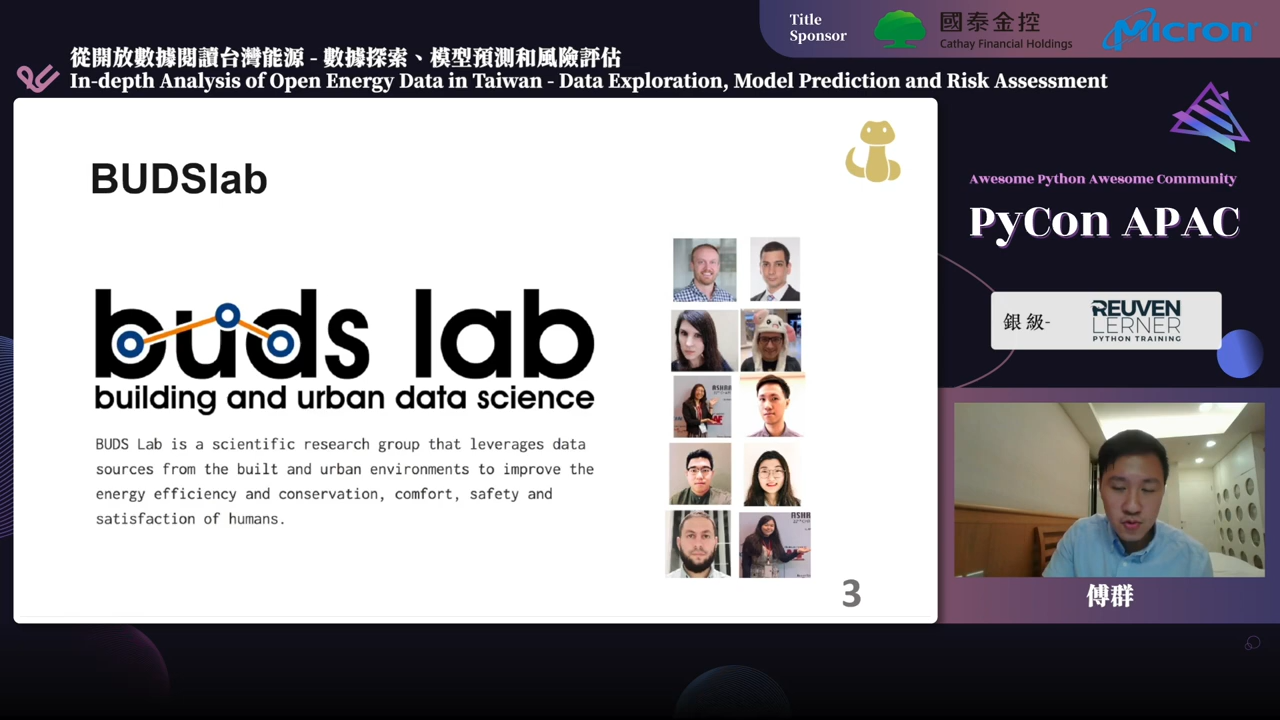 Title
Sponsor
國泰金控
Cathay Financial Holdings
Micron
從開放數據閱讀台灣能源 - 數據探索、模型預測和風險評估
In-depth Analysis of Open Energy Data in Taiwan - Data Exploration, Model Prediction and Risk Assessment
BUDSlab
buds lab
building and urban data science
BUDS Lab is a scientific research group that leverages data
sources from the built and urban environments to improve the
energy efficiency and conservation, comfort, safety and
satisfaction of humans.
3
Awesome Python Awesome Community
PyCon APAC
銀級-
REUVEN
LERNER
PYTHON TRAINING
傅群